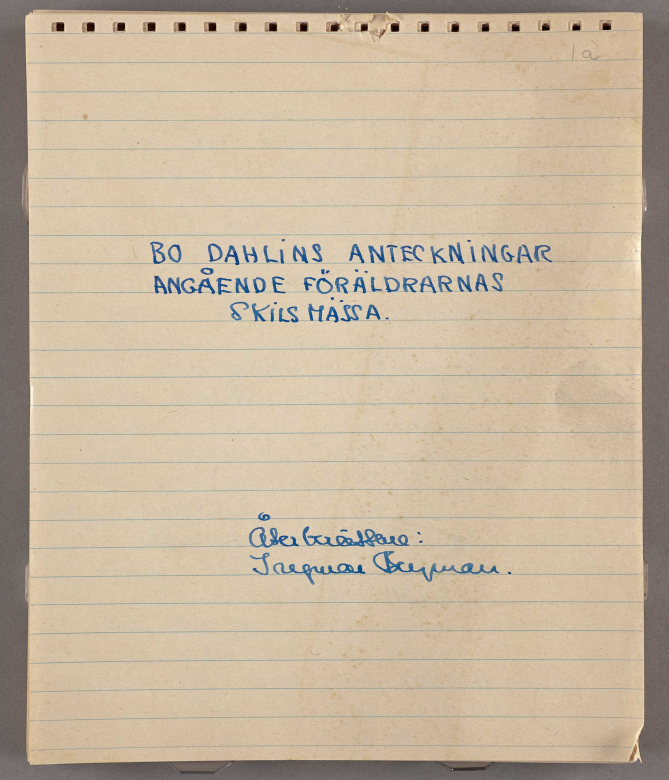 1a
BO DAHLINS ANTECKNINGAR
ANGÅENDE FÖRÄLDRARNAS
SKILSMÄSSA.
Återberättare:
Ingmar Bergman.